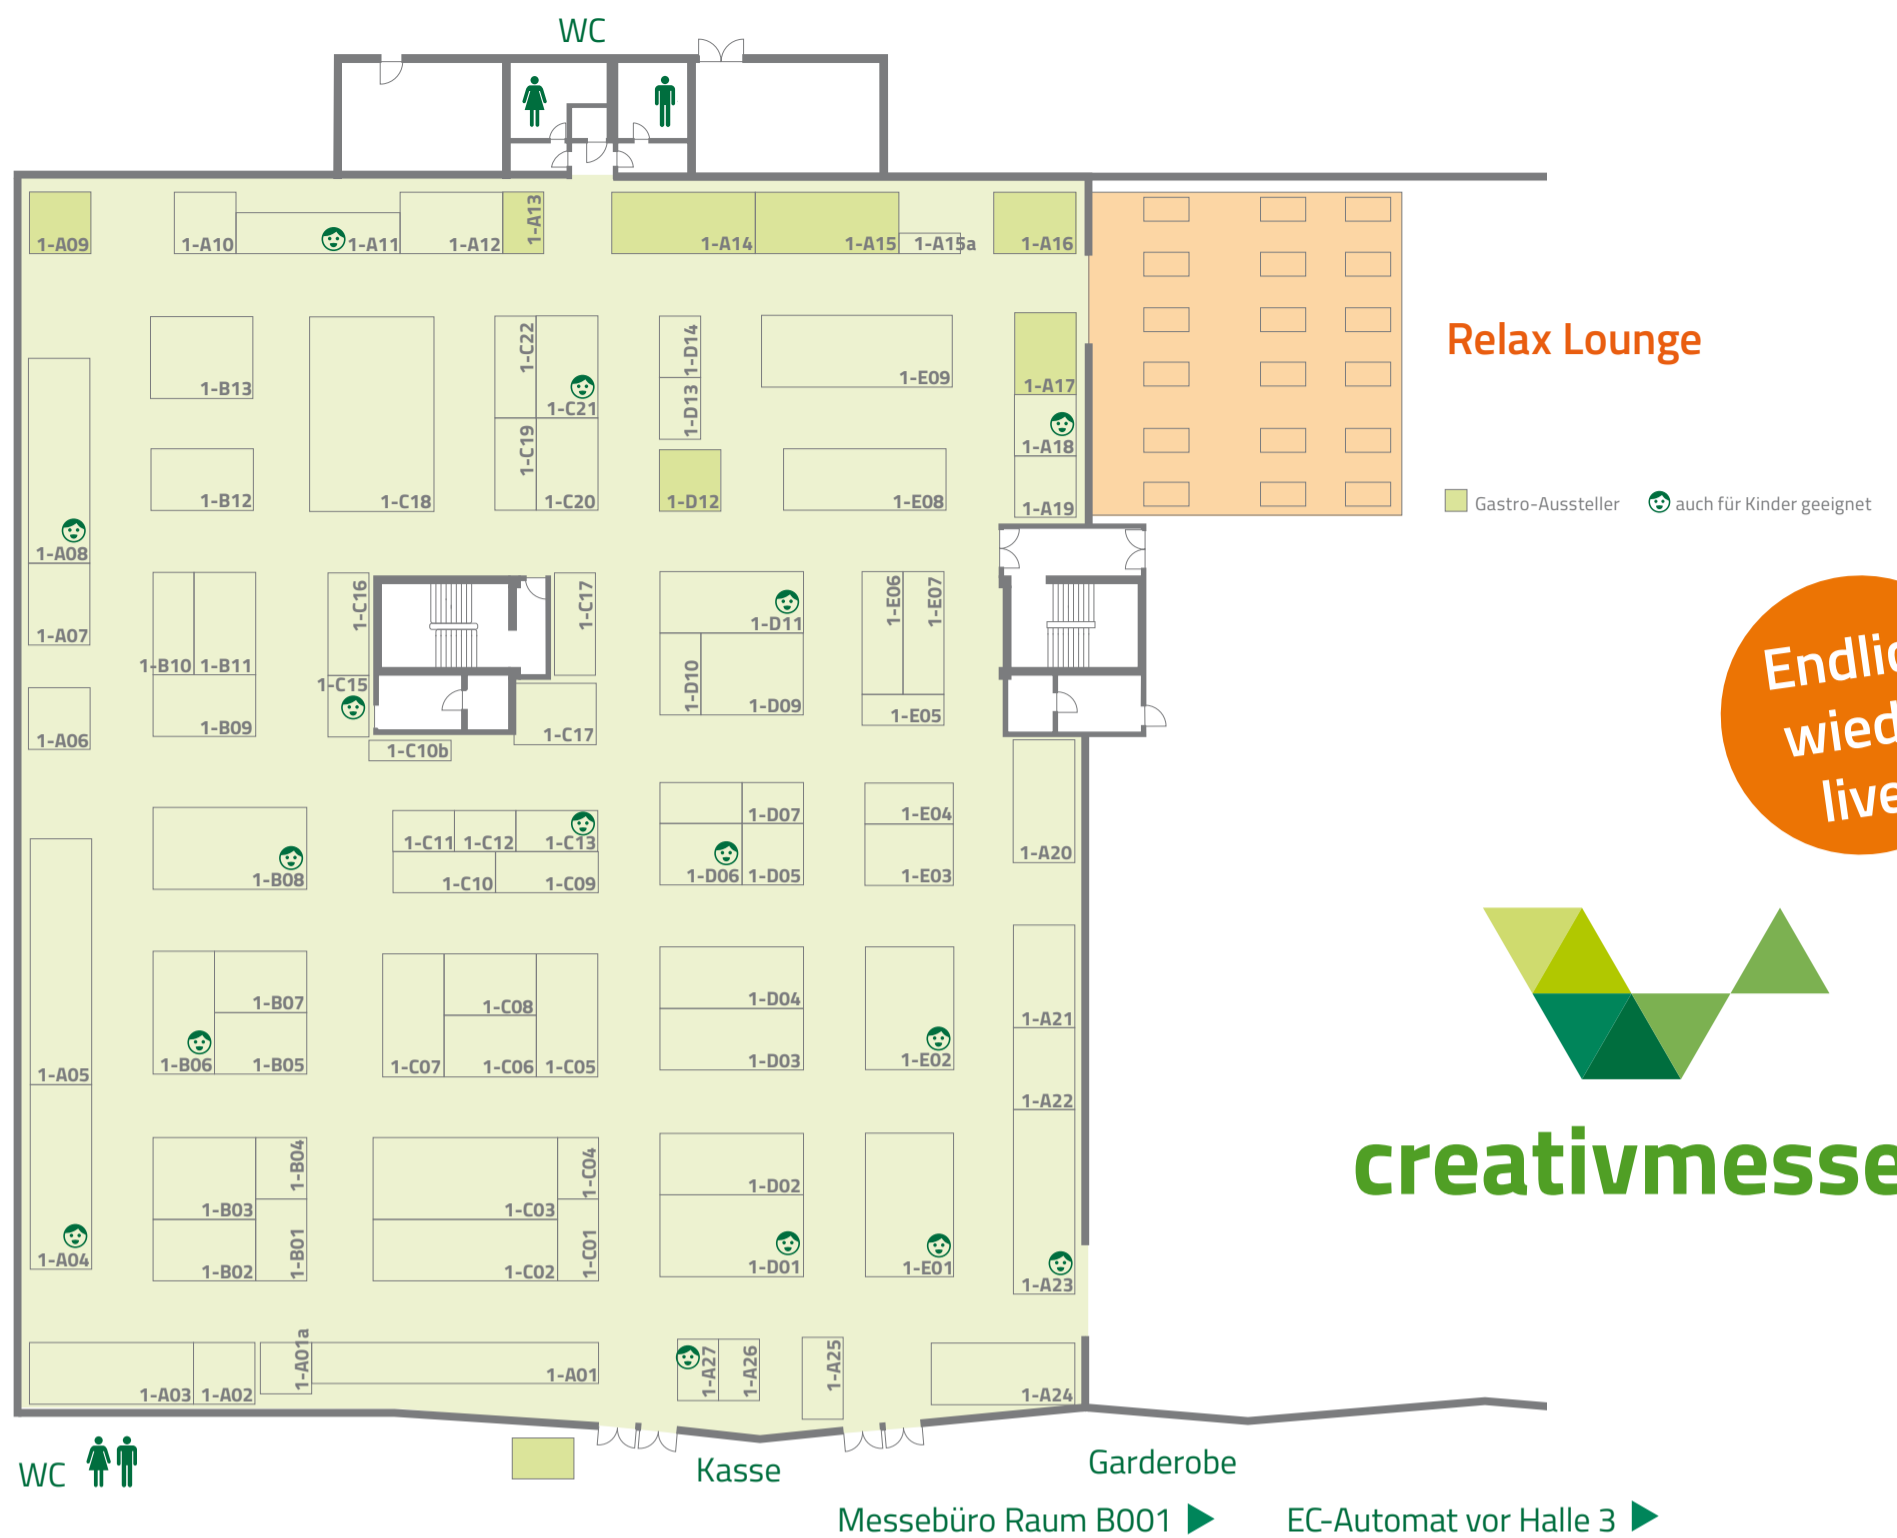 WC
1-A09
1-A10
1-A11
1-A12
1-A13
1-A14
1-A15
1-A15a
1-A16
1-B13
1-C18
1-C22
1-C21
1-D14
1-D13
1-E09
1-A17
Relax Lounge
1-A18
1-B12
1-C19
1-C20
1-D12
1-E08
1-A19
Gastro-Aussteller
auch für Kinder geeignet
1-A08
1-A07
1-B10
1-B11
1-C16
1-C17
1-D11
1-E06
1-E07
1-C15
1-D10
1-D09
1-E05
1-A06
1-B09
1-C10b
1-C17
Endlic
wied
live
1-B08
1-C11
1-C12
1-C13
1-C10
1-C09
1-D07
1-D06
1-D05
1-E04
1-E03
1-A20
1-A05
1-B07
1-B06
1-B05
1-C08
1-C07
1-C06
1-C05
1-D04
1-D03
1-E02
1-A21
1-A22
creativmesse
1-A04
1-B04
1-B03
1-B01
1-B02
1-C04
1-C03
1-C01
1-C02
1-D02
1-D01
1-E01
1-A23
1-A03
1-A02
1-A01a
1-A01
1-A27
1-A26
1-A25
1-A24
WC
Kasse
Garderobe
Messebüro Raum B001
EC-Automat vor Halle 3